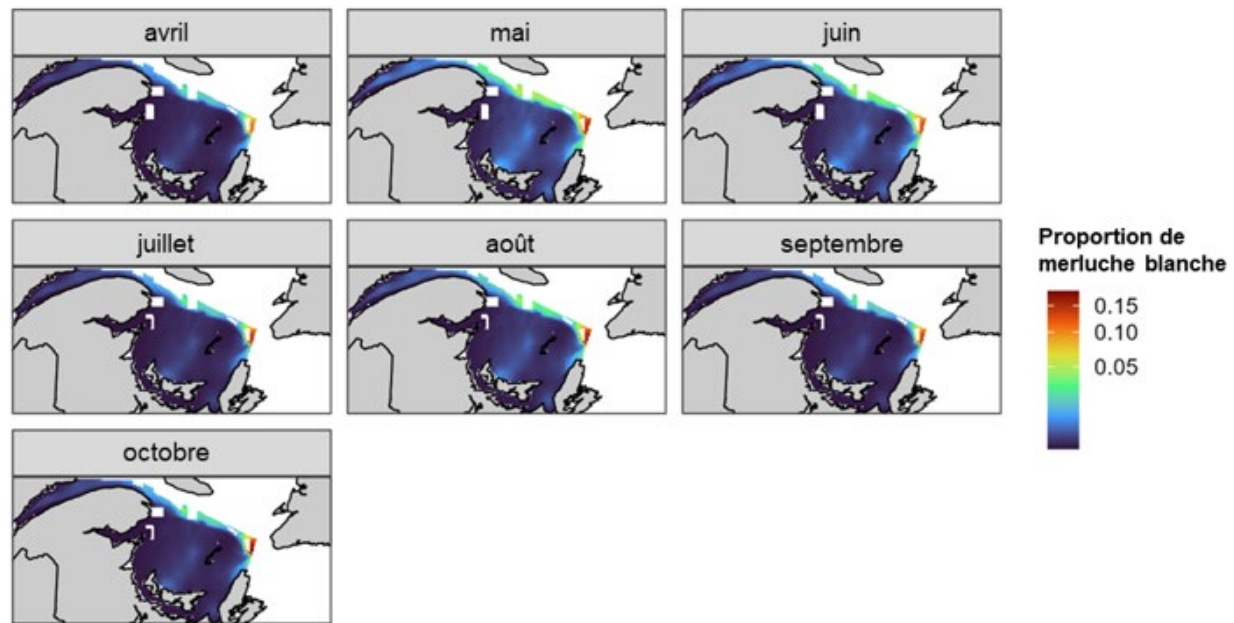 avril
mai
juin
juillet
août
septembre
octobre
Proportion de
merluche blanche
0.15
0.10
0.05